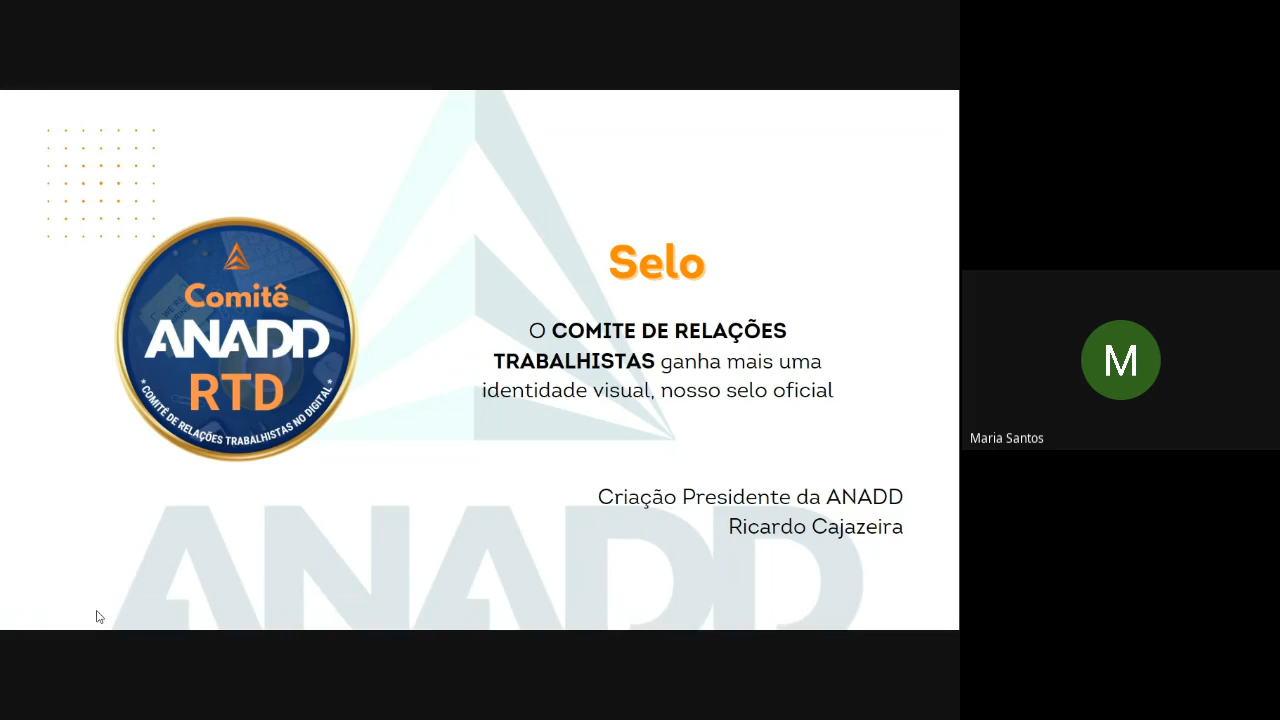 Comitê
ANADD
RTD
* COMITÊ DE RELAÇÕES TRABALHISTAS NO DIGITAL *
Selo
O COMITE DE RELAÇÕES
TRABALHISTAS ganha mais uma
identidade visual, nosso selo oficial
Criação Presidente da ANADD
Ricardo Cajazeira
ANADD
M
Maria Santos